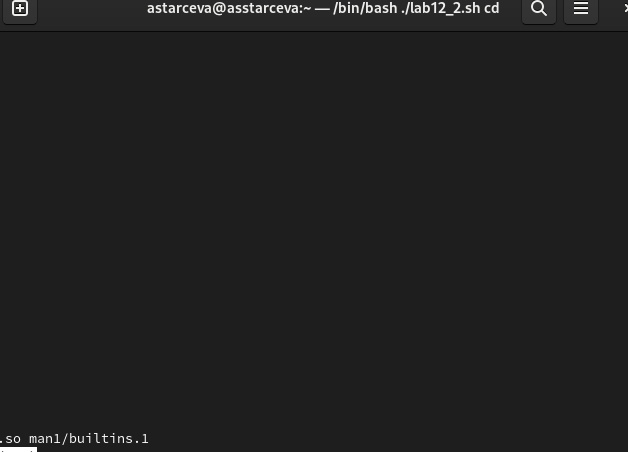 astarceva@asstarceva:~ — /bin/bash ./lab12_2.sh cd
.so man1/builtins.1